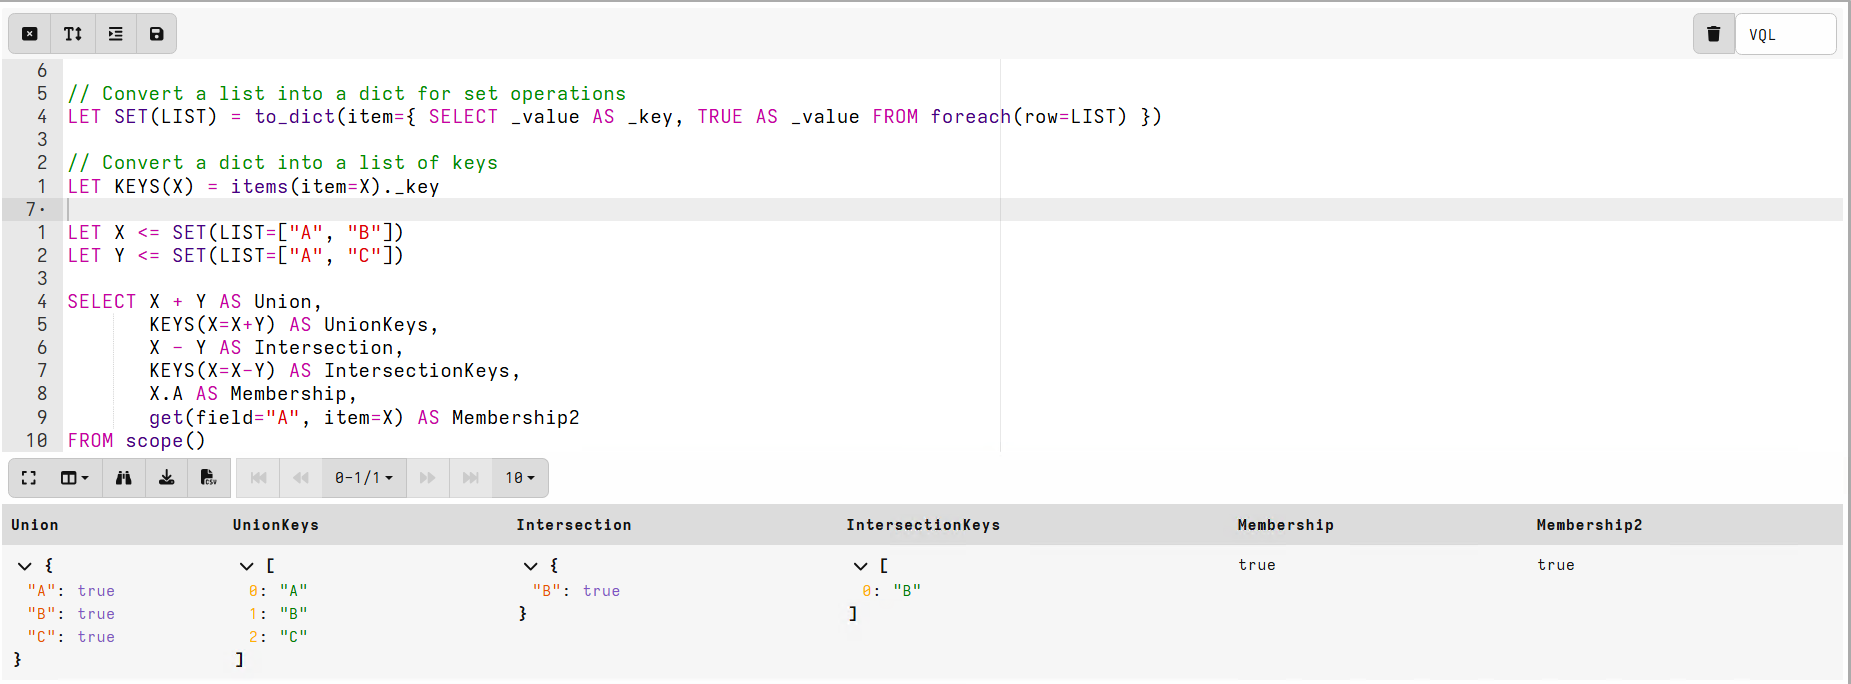 VQL
6
5 // Convert a list into a dict for set operations
4 LET SET(LIST) = to_dict(item={ SELECT _value AS _key, TRUE AS _value FROM foreach(row=LIST) })
3
2 // Convert a dict into a list of keys
1 LET KEYS(X) = items(item=X)._key
7·
1 LET X <= SET(LIST=["A", "B"])
2 LET Y <= SET(LIST=["A", "C"])
3
4 SELECT X + Y AS Union,
5 KEYS(X=X+Y) AS UnionKeys,
6 X - Y AS Intersection,
7 KEYS(X=X-Y) AS IntersectionKeys,
8 X.A AS Membership,
9 get(field="A", item=X) AS Membership2
10 FROM scope()
CSV 0-1/1 10
Union UnionKeys Intersection IntersectionKeys Membership Membership2
{ [ { [ true true
"A": true 0: "A" "B": true 0: "B"
"B": true 1: "B" } ]
"C": true 2: "C"
} ]